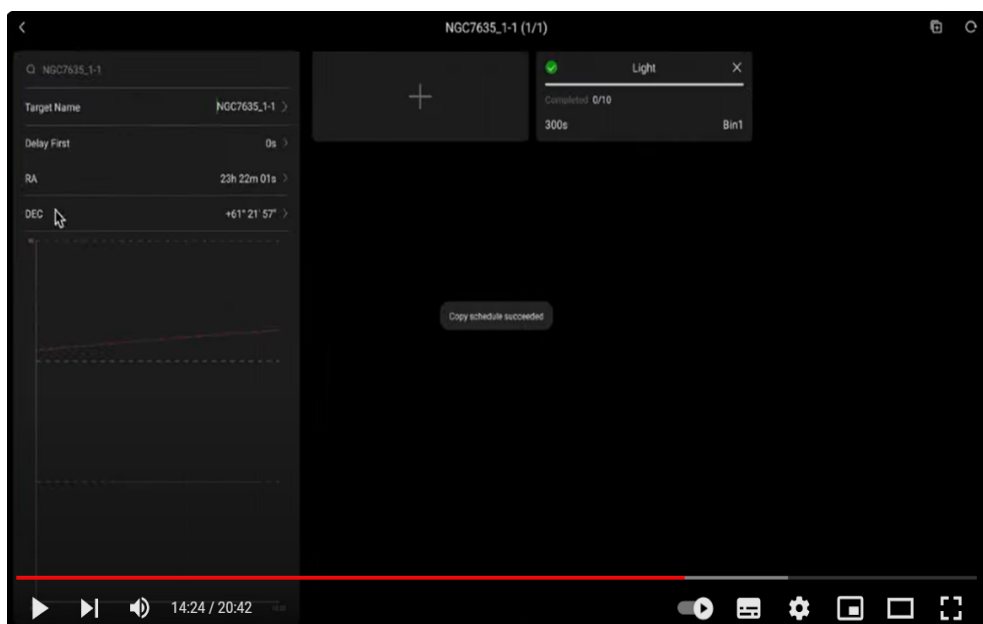 NGC7635_1-1 (1/1)
NGC7635_1-1
Target Name NGC7635_1-1
Delay First 0s
RA 23h 22m 01s
DEC +61° 21' 57"
Light
Completed 0/10
300s Bin1
Copy schedule succeeded
14:24 / 20:42